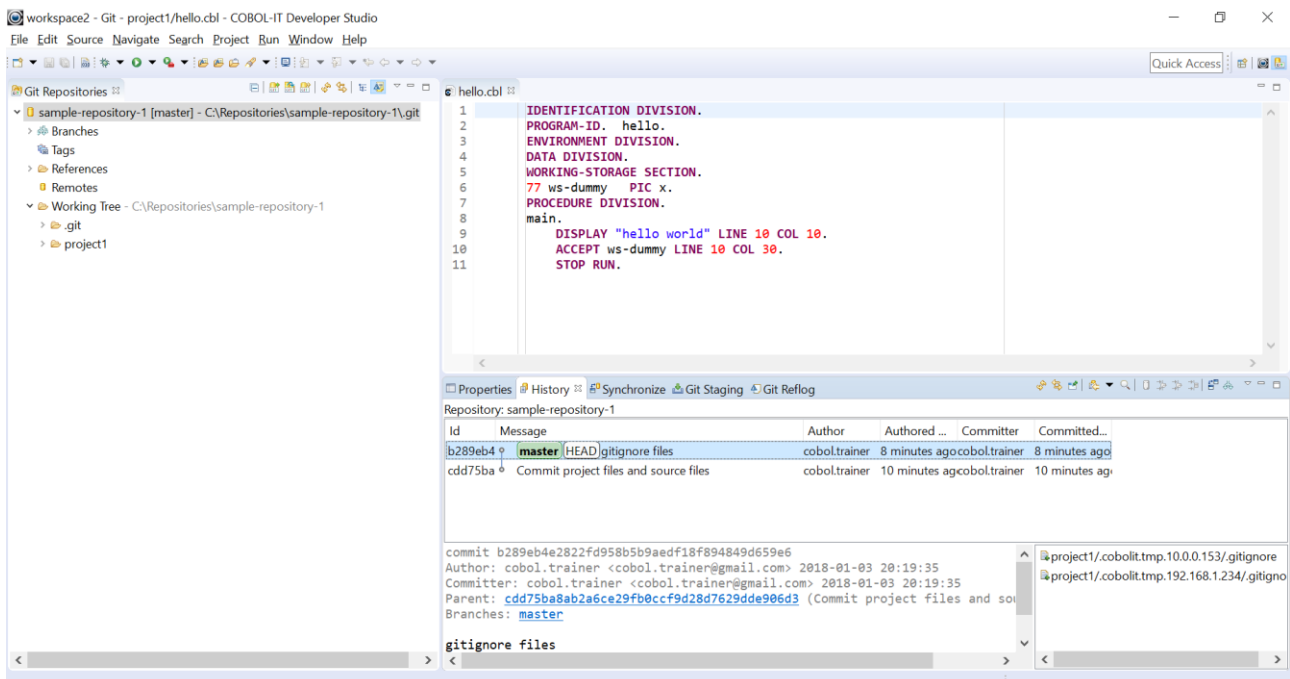 workspace2 - Git - project1/hello.cbl - COBOL-IT Developer Studio
File Edit Source Navigate Search Project Run Window Help
Quick Access
Git Repositories
sample-repository-1 [master] - C:\Repositories\sample-repository-1\.git
Branches
Tags
References
Remotes
Working Tree - C:\Repositories\sample-repository-1
.git
project1
hello.cbl
1 IDENTIFICATION DIVISION.
2 PROGRAM-ID. hello.
3 ENVIRONMENT DIVISION.
4 DATA DIVISION.
5 WORKING-STORAGE SECTION.
6 77 ws-dummy PIC x.
7 PROCEDURE DIVISION.
8 main.
9 DISPLAY "hello world" LINE 10 COL 10.
10 ACCEPT ws-dummy LINE 10 COL 30.
11 STOP RUN.
Properties History Synchronize Git Staging Git Reflog
Repository: sample-repository-1
Id Message Author Authored ... Committer Committed...
b289eb4 master HEAD gitignore files cobol.trainer 8 minutes ago cobol.trainer 8 minutes ago
cdd75ba Commit project files and source files cobol.trainer 10 minutes ag cobol.trainer 10 minutes ag
commit b289eb4e2822fd958b5b9aedf18f894849d659e6
Author: cobol.trainer <cobol.trainer@gmail.com> 2018-01-03 20:19:35
Committer: cobol.trainer <cobol.trainer@gmail.com> 2018-01-03 20:19:35
Parent: cdd75ba8ab2a6ce29fb0ccf9d28d7629dde906d3 (Commit project files and sou
Branches: master
gitignore files
project1/.cobolit.tmp.10.0.0.153/.gitignore
project1/.cobolit.tmp.192.168.1.234/.gitigno